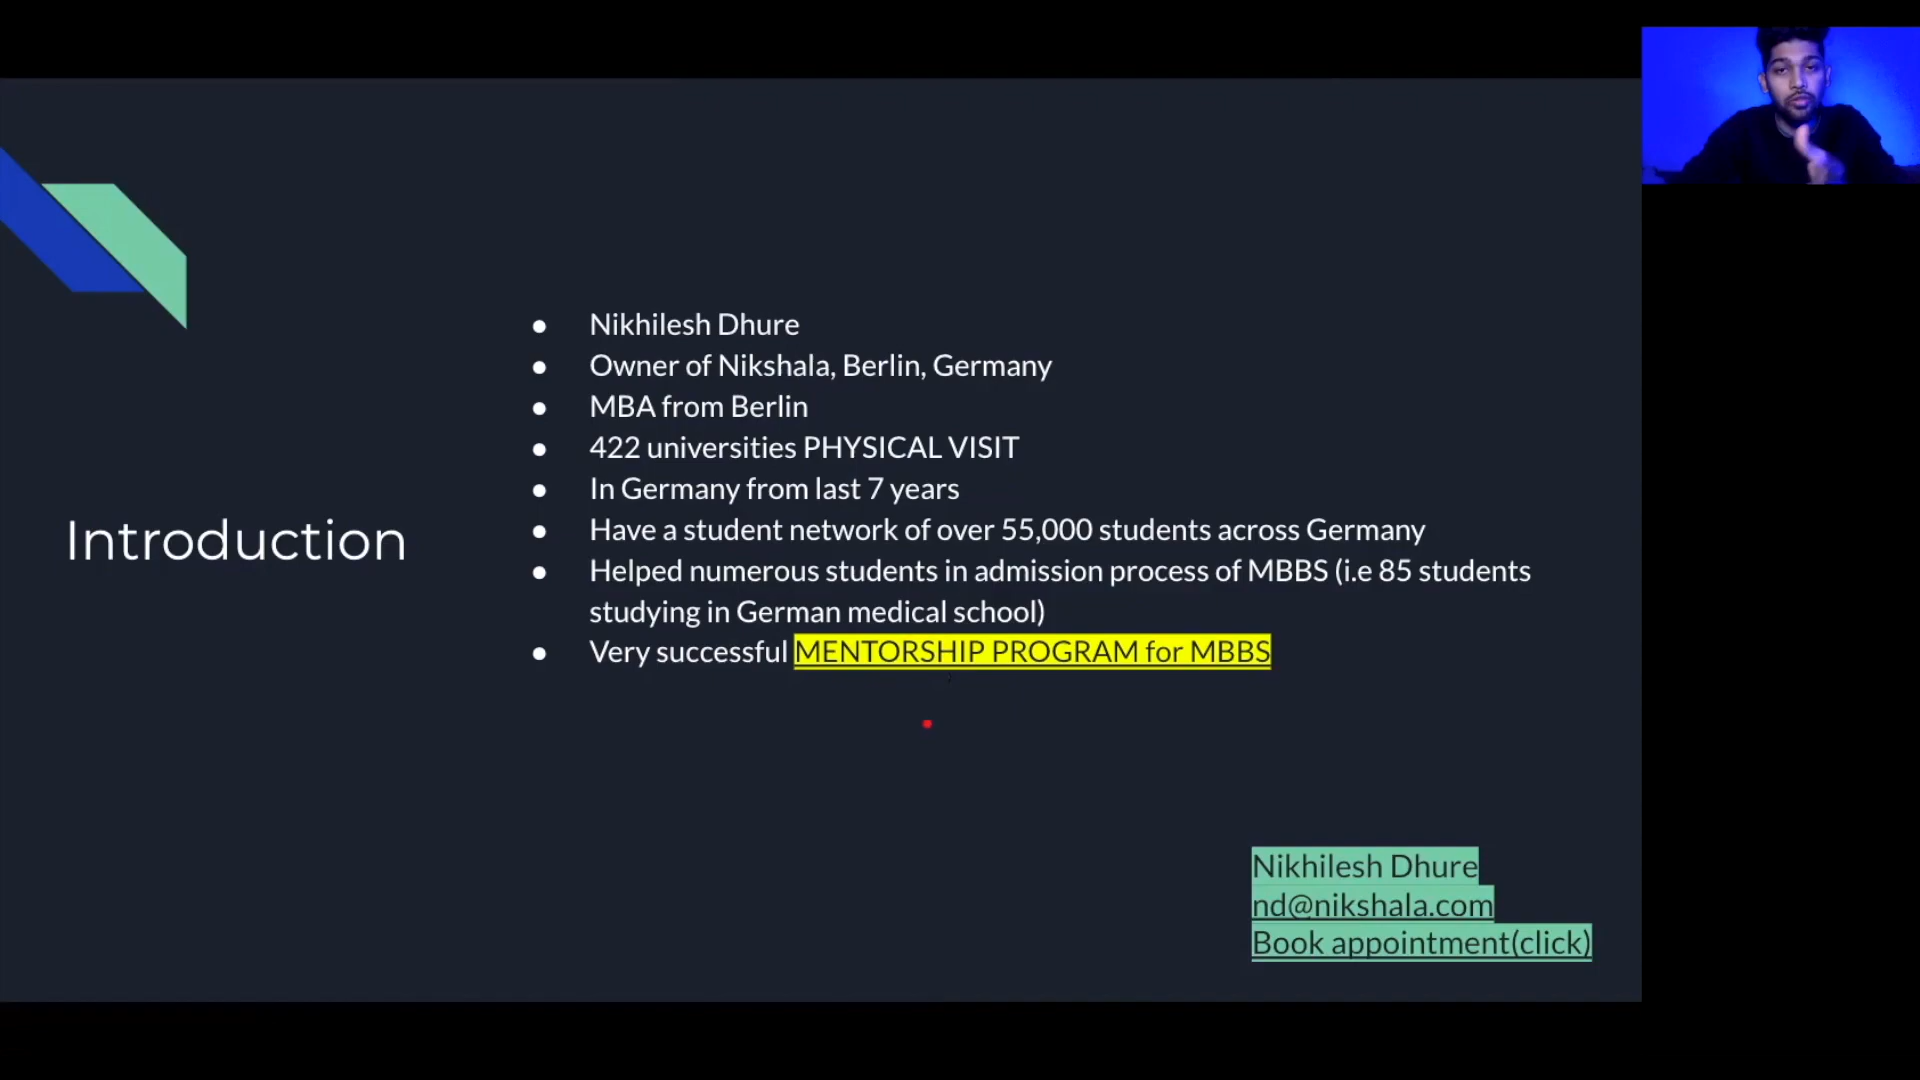 Introduction
● Nikhilesh Dhure
● Owner of Nikshala, Berlin, Germany
● MBA from Berlin
● 422 universities PHYSICAL VISIT
● In Germany from last 7 years
● Have a student network of over 55,000 students across Germany
● Helped numerous students in admission process of MBBS (i.e 85 students
studying in German medical school)
● Very successful MENTORSHIP PROGRAM for MBBS
Nikhilesh Dhure
nd@nikshala.com
Book appointment(click)